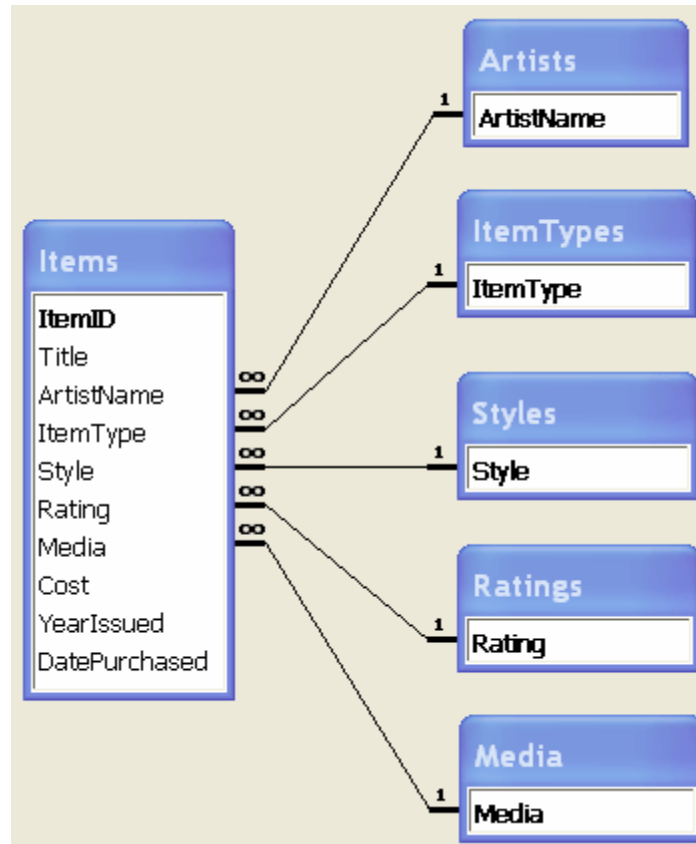 Items
ItemID
Title
ArtistName
ItemType
Style
Rating
Media
Cost
YearIssued
DatePurchased
∞
∞
∞
∞
∞
1
Artists
ArtistName
1
ItemTypes
ItemType
1
Styles
Style
1
Ratings
Rating
1
Media
Media